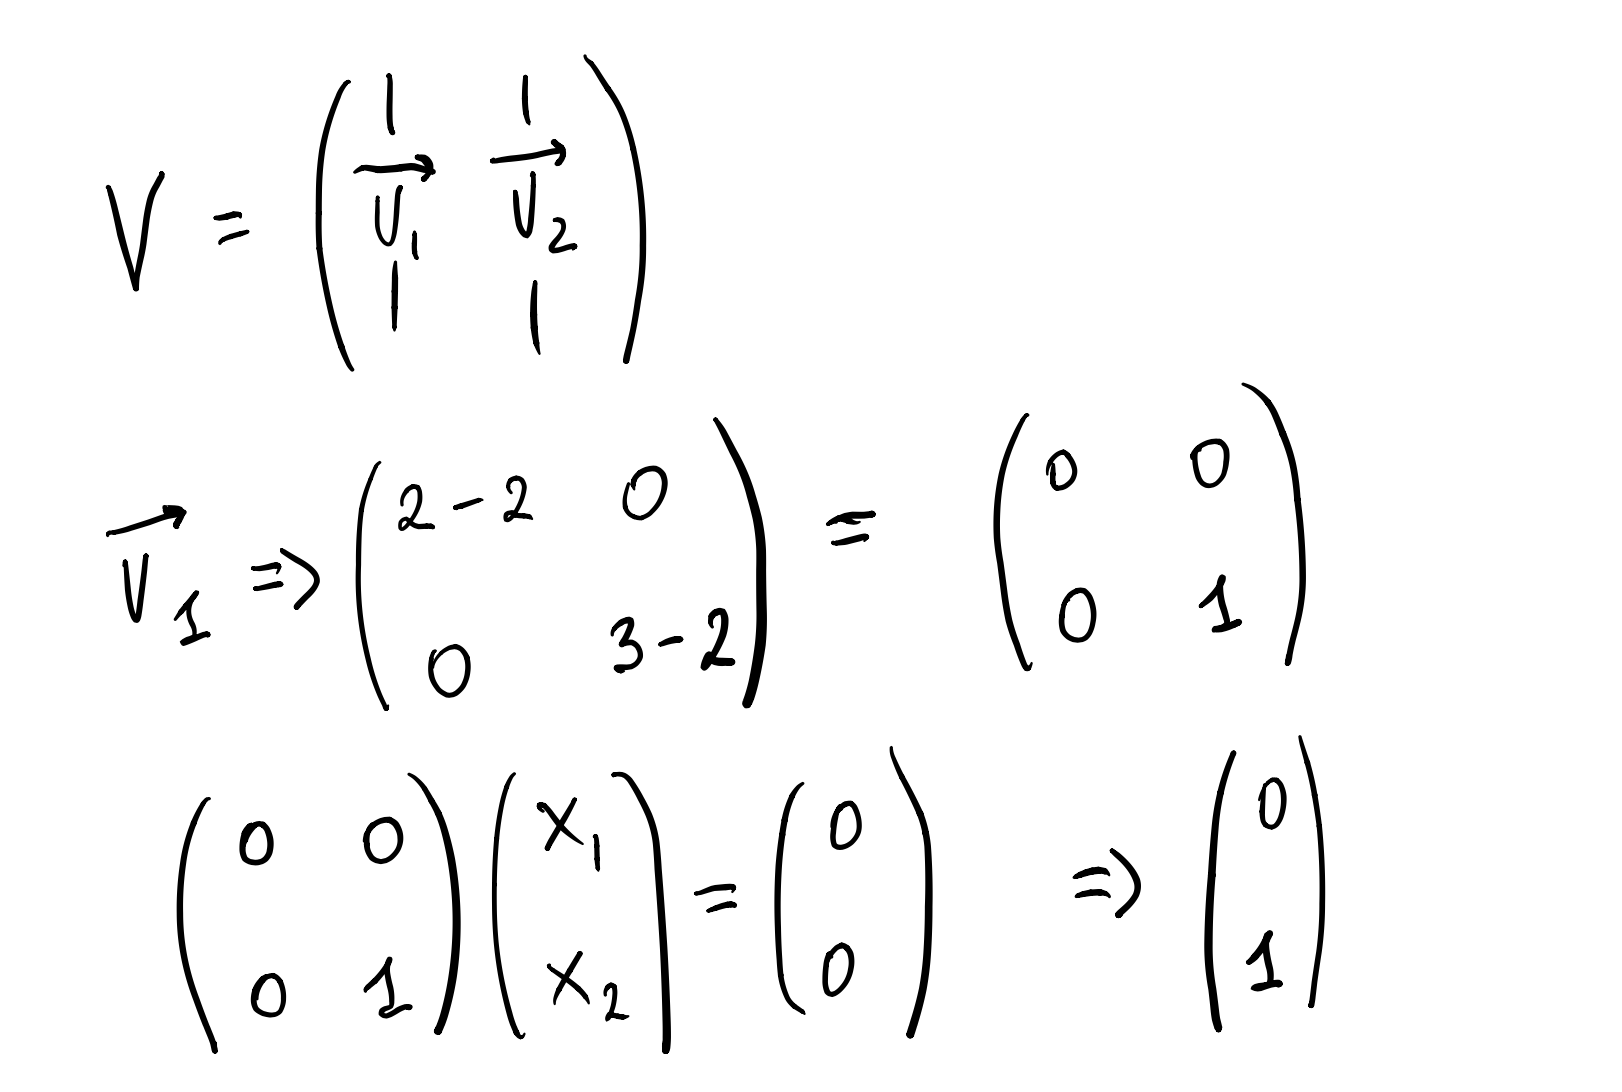 V = ( | | v⃗₁ v⃗₂ | | )
v⃗₁ ⇒ ( 2-2 0 0 3-2 ) = ( 0 0 0 1 )
( 0 0 0 1 ) ( x₁ x₂ ) = ( 0 0 ) ⇒ ( 0 1 )